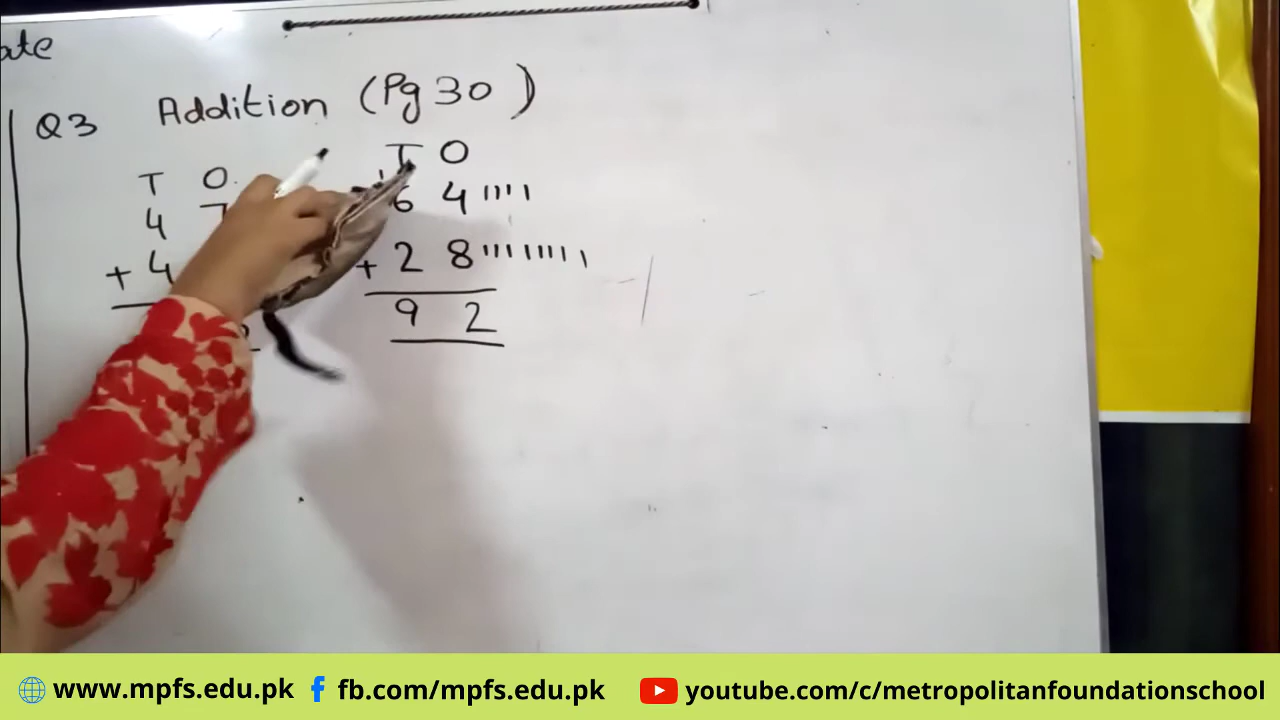 Q3 Addition (Pg 30)
T O
4 7
+ 4
T O
6 4
+ 2 8
9 2
www.mpfs.edu.pk
fb.com/mpfs.edu.pk
youtube.com/c/metropolitanfoundationschool